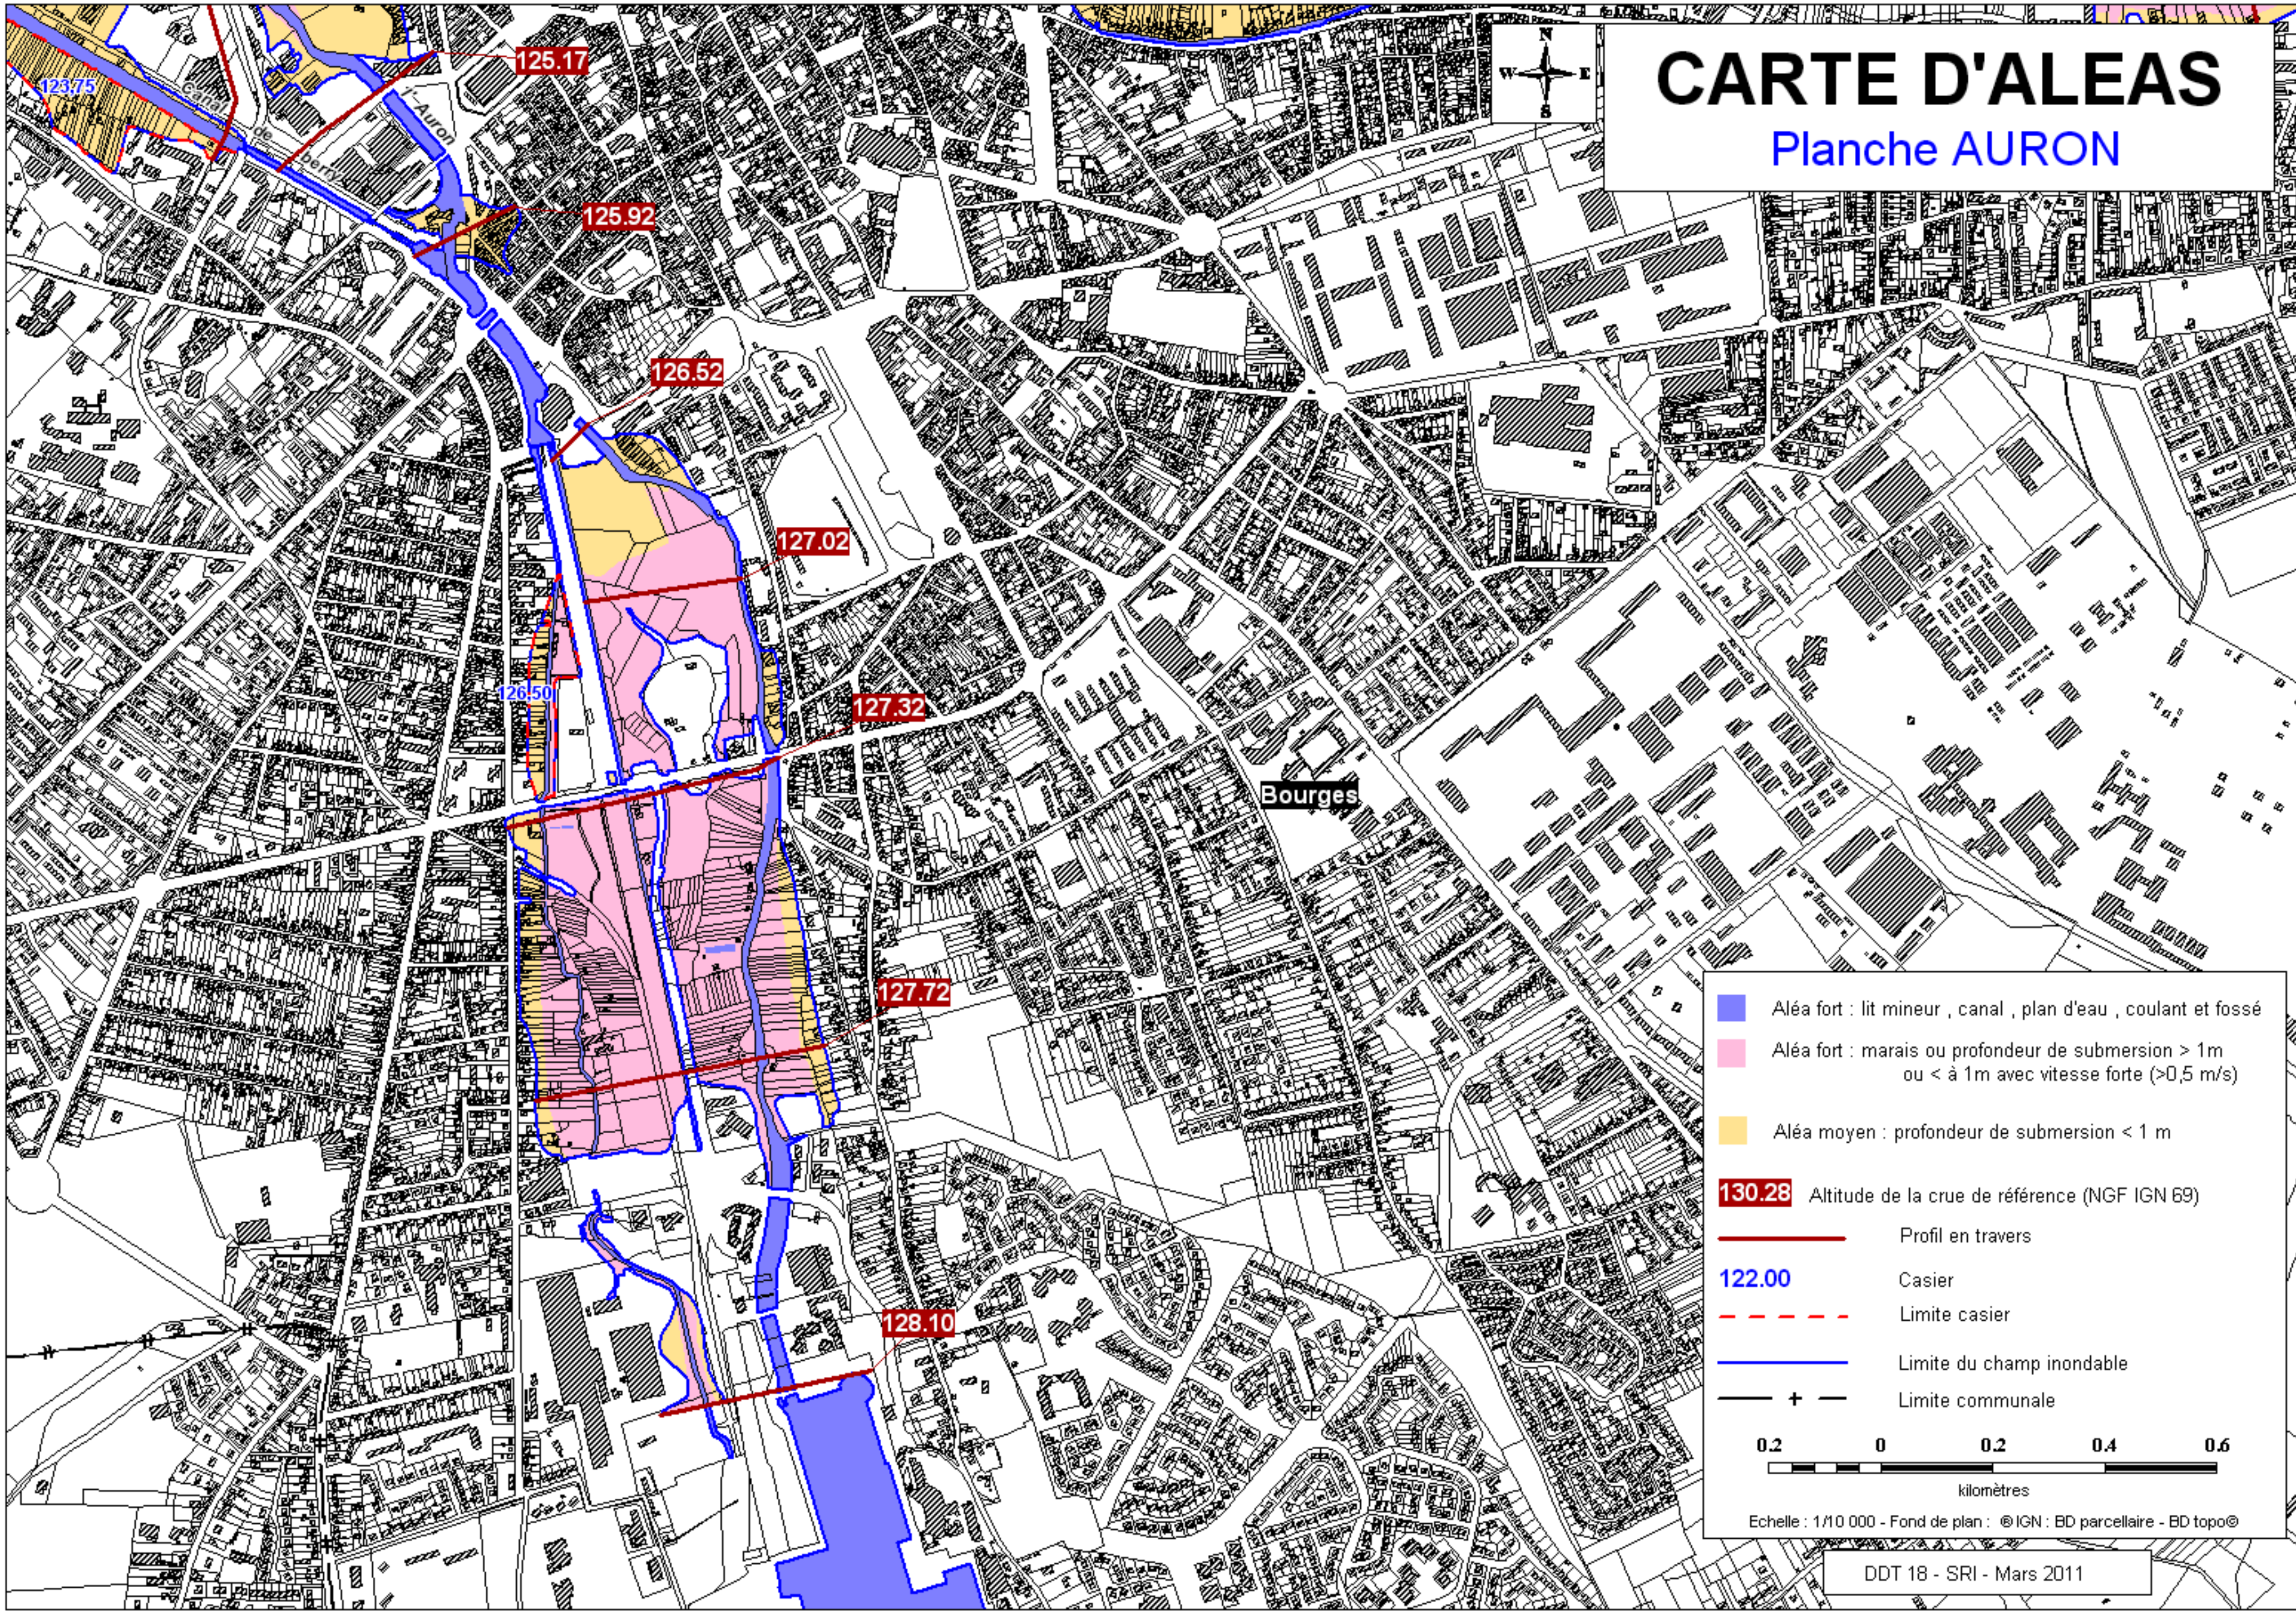 CARTE D'ALEAS
Planche AURON
N
W E
S
125.17
123,75
Canal
de
berry
l'Auron
125.92
126.52
127.02
126.50
127.32
Bourges
127.72
128.10
Aléa fort : lit mineur , canal , plan d'eau , coulant et fossé
Aléa fort : marais ou profondeur de submersion > 1m
ou < à 1m avec vitesse forte (>0,5 m/s)
Aléa moyen : profondeur de submersion < 1 m
130.28 Altitude de la crue de référence (NGF IGN 69)
Profil en travers
122.00 Casier
Limite casier
Limite du champ inondable
Limite communale
0.2 0 0.2 0.4 0.6
kilomètres
Echelle : 1/10 000 - Fond de plan : ®IGN : BD parcellaire - BD topo©
DDT 18 - SRI - Mars 2011